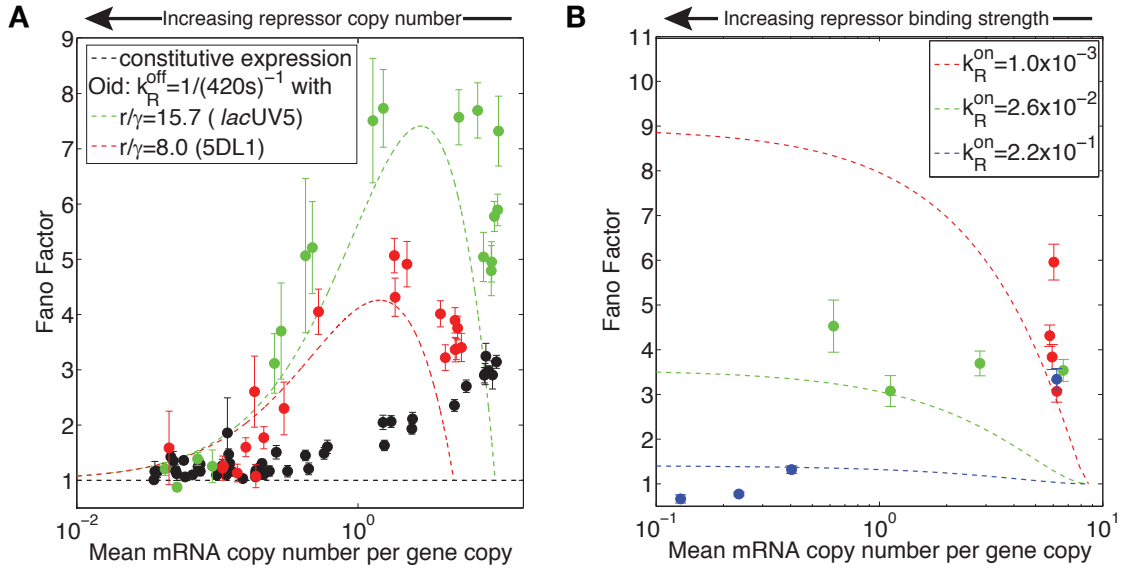 A
Increasing repressor copy number
9
8
7
6
5
4
3
2
1
Fano Factor
constitutive expression
Oid: k_R^off=1/(420s)^-1 with
r/γ=15.7 ( lacUV5)
r/γ=8.0 (5DL1)
10^-2
10^0
Mean mRNA copy number per gene copy
B
Increasing repressor binding strength
11
10
9
8
7
6
5
4
3
2
1
Fano Factor
k_R^on=1.0x10^-3
k_R^on=2.6x10^-2
k_R^on=2.2x10^-1
10^-1
10^0
10^1
Mean mRNA copy number per gene copy